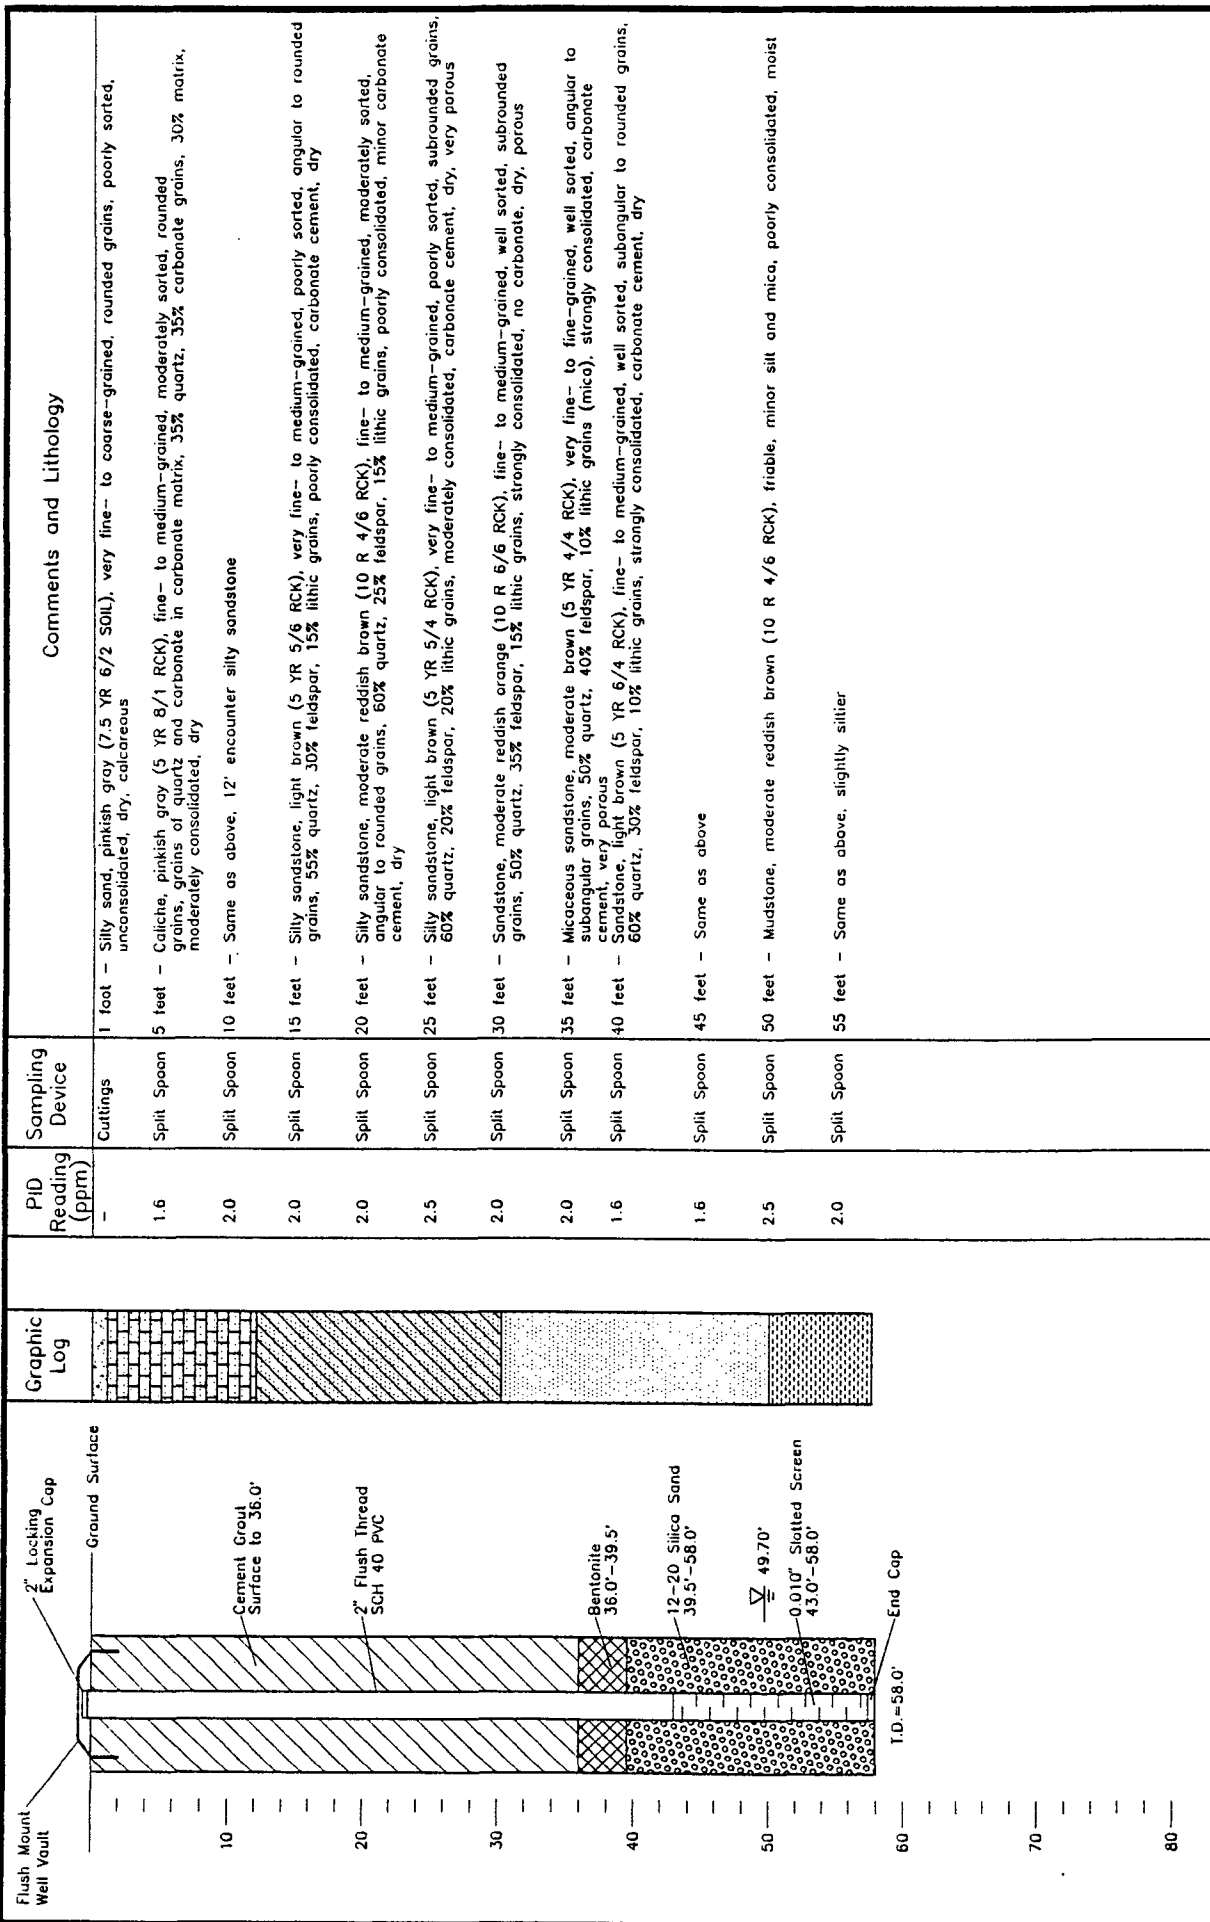 Flush Mount
Well Vault
2" Locking
Expansion Cap
Ground Surface
Cement Grout
Surface to 36.0'
2" Flush Thread
SCH 40 PVC
Bentonite
36.0'-39.5'
12-20 Silica Sand
39.5'-58.0'
49.70'
0.010" Slotted Screen
43.0'-58.0'
End Cap
T.D.=58.0'
10
20
30
40
50
60
70
80
Graphic
Log
PID
Reading
(ppm)
Sampling
Device
Comments and Lithology
-
Cuttings
1 foot - Silty sand, pinkish gray (7.5 YR 6/2 SOIL), very fine- to coarse-grained, rounded grains, poorly sorted,
unconsolidated, dry, calcareous
1.6
Split Spoon
5 feet - Caliche, pinkish gray (5 YR 8/1 RCK), fine- to medium-grained, moderately sorted, rounded
grains, grains of quartz and carbonate in carbonate matrix, 35% quartz, 35% carbonate grains, 30% matrix,
moderately consolidated, dry
2.0
Split Spoon
10 feet - Same as above, 12' encounter silty sandstone
2.0
Split Spoon
15 feet - Silty sandstone, light brown (5 YR 5/6 RCK), very fine- to medium-grained, poorly sorted, angular to rounded
grains, 55% quartz, 30% feldspar, 15% lithic grains, poorly consolidated, carbonate cement, dry
2.0
Split Spoon
20 feet - Silty sandstone, moderate reddish brown (10 R 4/6 RCK), fine- to medium-grained, moderately sorted,
angular to rounded grains, 60% quartz, 25% feldspar, 15% lithic grains, poorly consolidated, minor carbonate
cement, dry
2.5
Split Spoon
25 feet - Silty sandstone, light brown (5 YR 5/4 RCK), very fine- to medium-grained, poorly sorted, subrounded grains,
60% quartz, 20% feldspar, 20% lithic grains, moderately consolidated, carbonate cement, dry, very porous
2.0
Split Spoon
30 feet - Sandstone, moderate reddish orange (10 R 6/6 RCK), fine- to medium-grained, well sorted, subrounded
grains, 50% quartz, 35% feldspar, 15% lithic grains, strongly consolidated, no carbonate, dry, porous
2.0
Split Spoon
35 feet - Micaceous sandstone, moderate brown (5 YR 4/4 RCK), very fine- to fine-grained, well sorted, angular to
subangular grains, 50% quartz, 40% feldspar, 10% lithic grains (mica), strongly consolidated, carbonate
cement, very porous
1.6
Split Spoon
40 feet - Sandstone, light brown (5 YR 6/4 RCK), fine- to medium-grained, well sorted, subangular to rounded grains,
60% quartz, 30% feldspar, 10% lithic grains, strongly consolidated, carbonate cement, dry
1.6
Split Spoon
45 feet - Same as above
2.5
Split Spoon
50 feet - Mudstone, moderate reddish brown (10 R 4/6 RCK), friable, minor silt and mica, poorly consolidated, moist
2.0
Split Spoon
55 feet - Same as above, slightly siltier